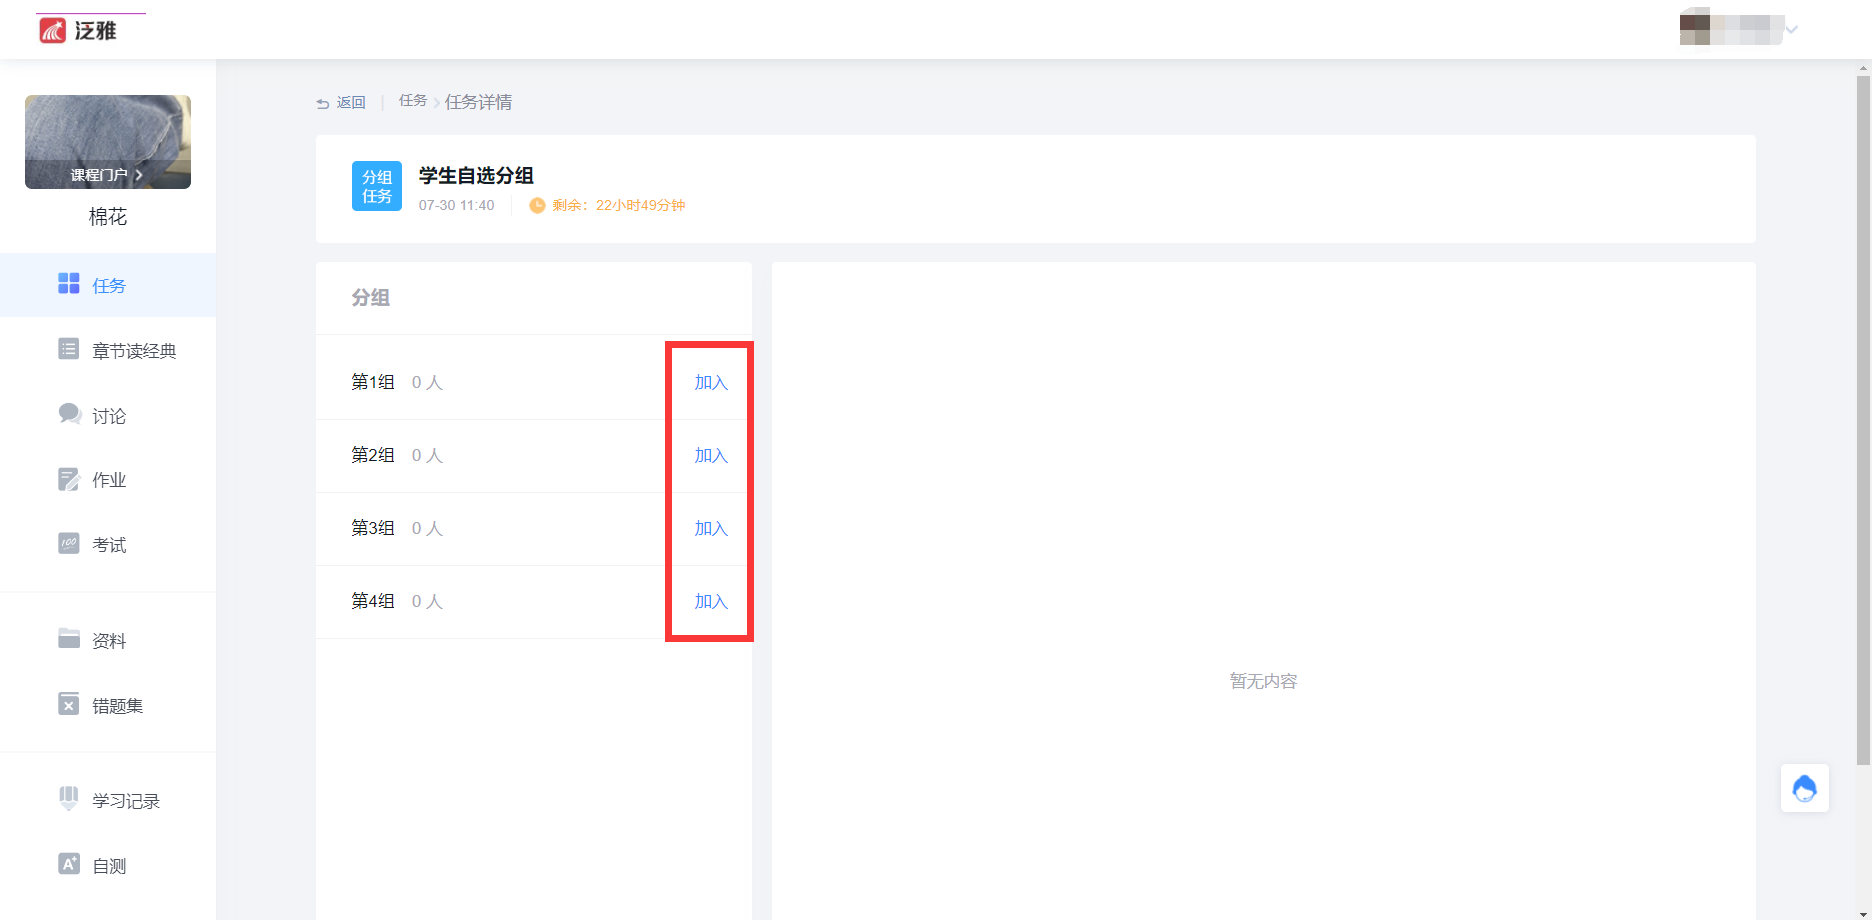 泛雅
课程门户
棉花
任务
章节读经典
讨论
作业
100
考试
资料
错题集
学习记录
A+
自测
返回 | 任务 > 任务详情
分组
任务
学生自选分组
07-30 11:40 剩余：22小时49分钟
分组
第1组 0 人 加入
第2组 0 人 加入
第3组 0 人 加入
第4组 0 人 加入
暂无内容